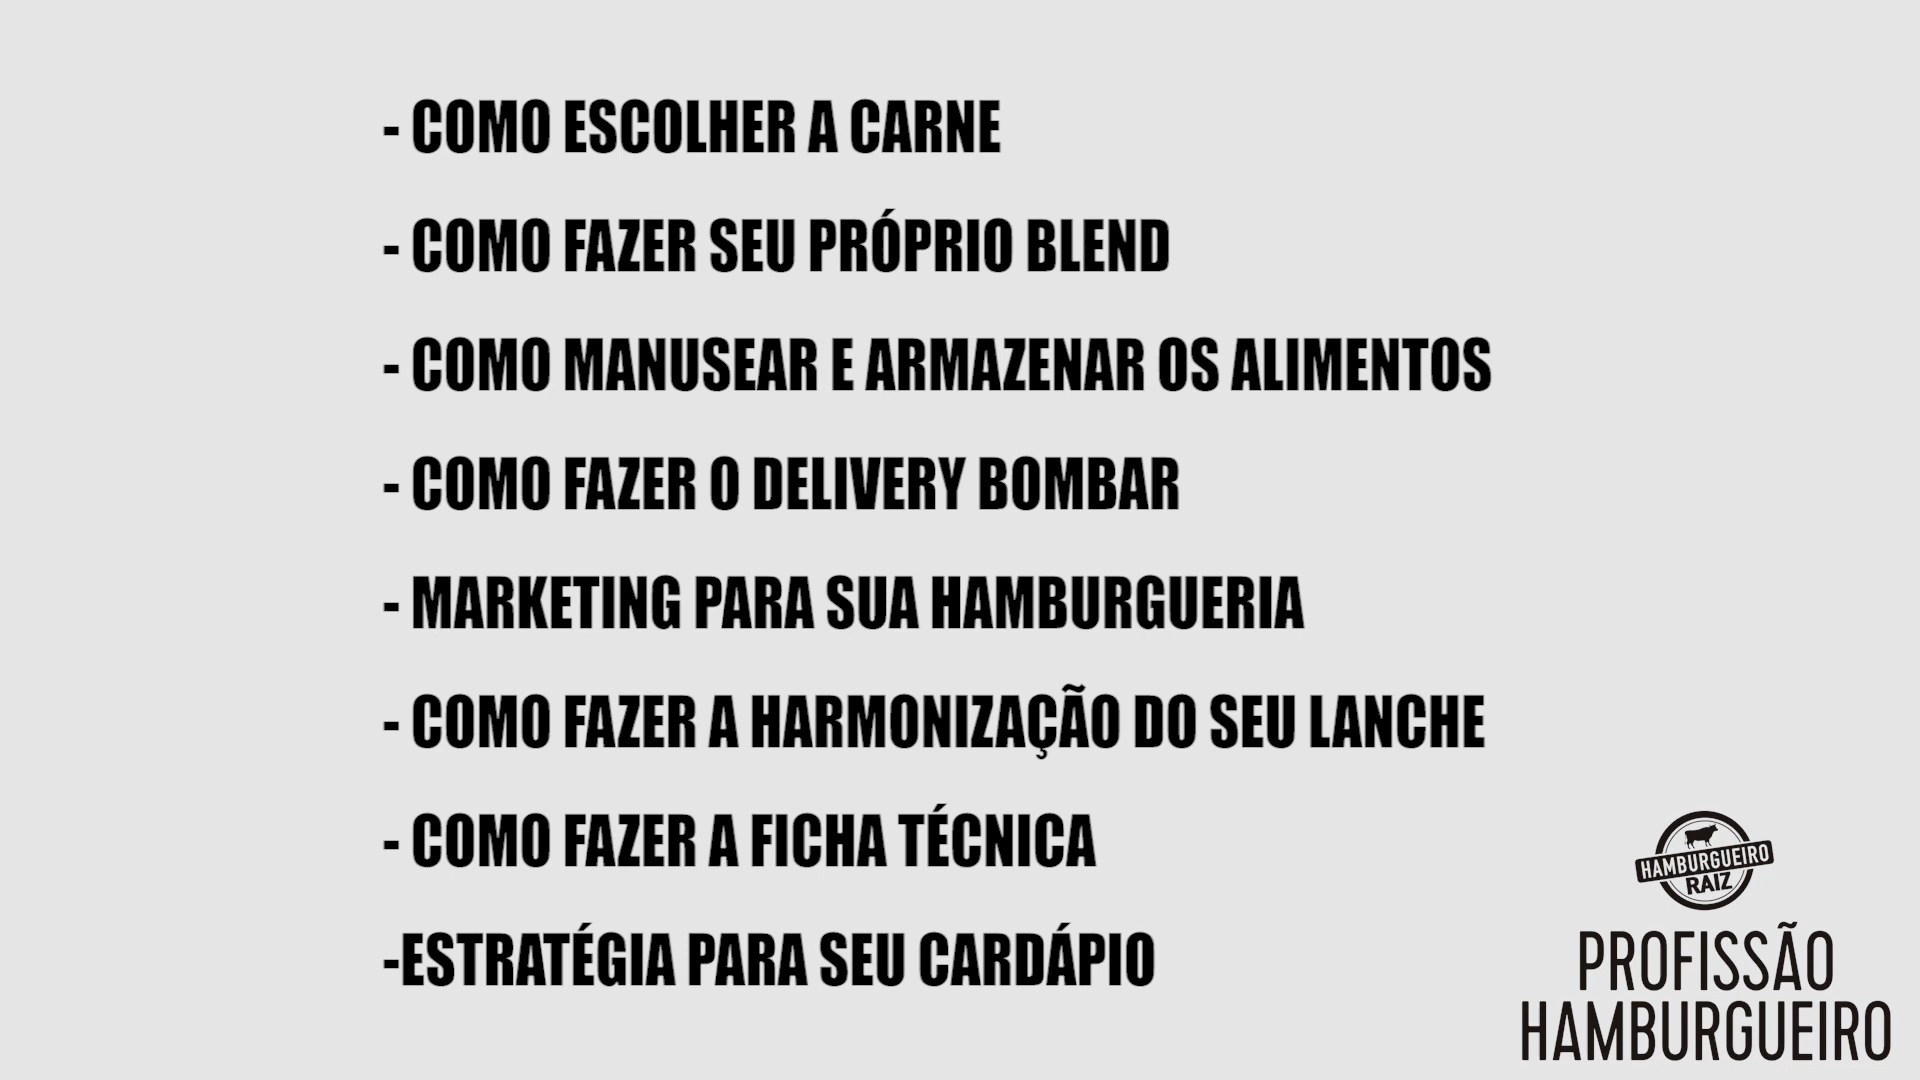 - COMO ESCOLHER A CARNE
- COMO FAZER SEU PRÓPRIO BLEND
- COMO MANUSEAR E ARMAZENAR OS ALIMENTOS
- COMO FAZER O DELIVERY BOMBAR
- MARKETING PARA SUA HAMBURGUERIA
- COMO FAZER A HARMONIZAÇÃO DO SEU LANCHE
- COMO FAZER A FICHA TÉCNICA
-ESTRATÉGIA PARA SEU CARDÁPIO
HAMBURGUEIRO
RAIZ
PROFISSÃO
HAMBURGUEIRO